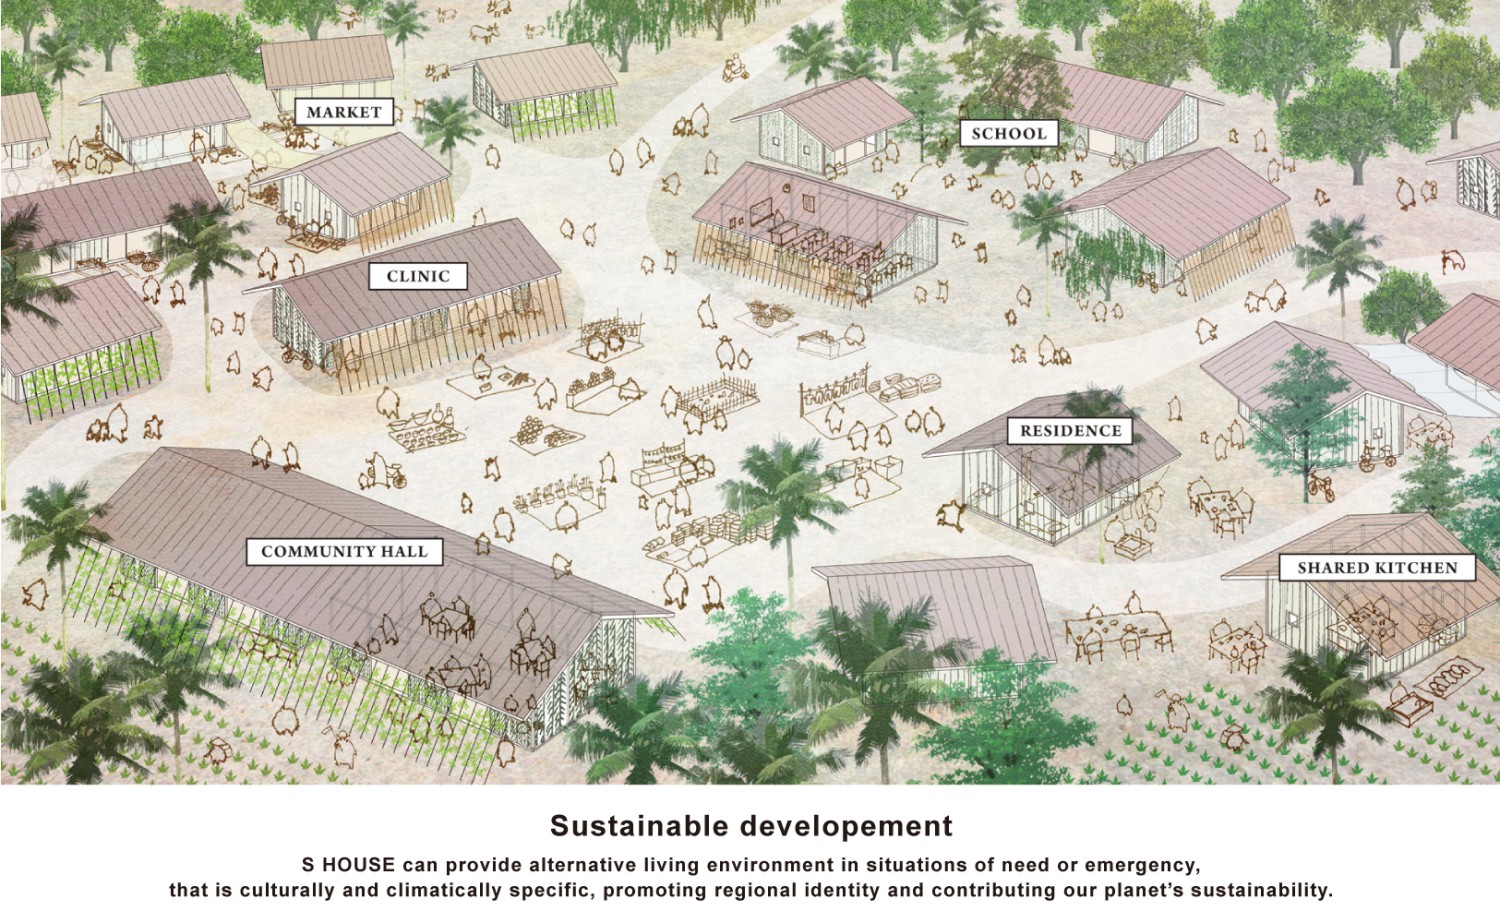 MARKET
SCHOOL
CLINIC
RESIDENCE
COMMUNITY HALL
SHARED KITCHEN
Sustainable developement
S HOUSE can provide alternative living environment in situations of need or emergency,
that is culturally and climatically specific, promoting regional identity and contributing our planet’s sustainability.